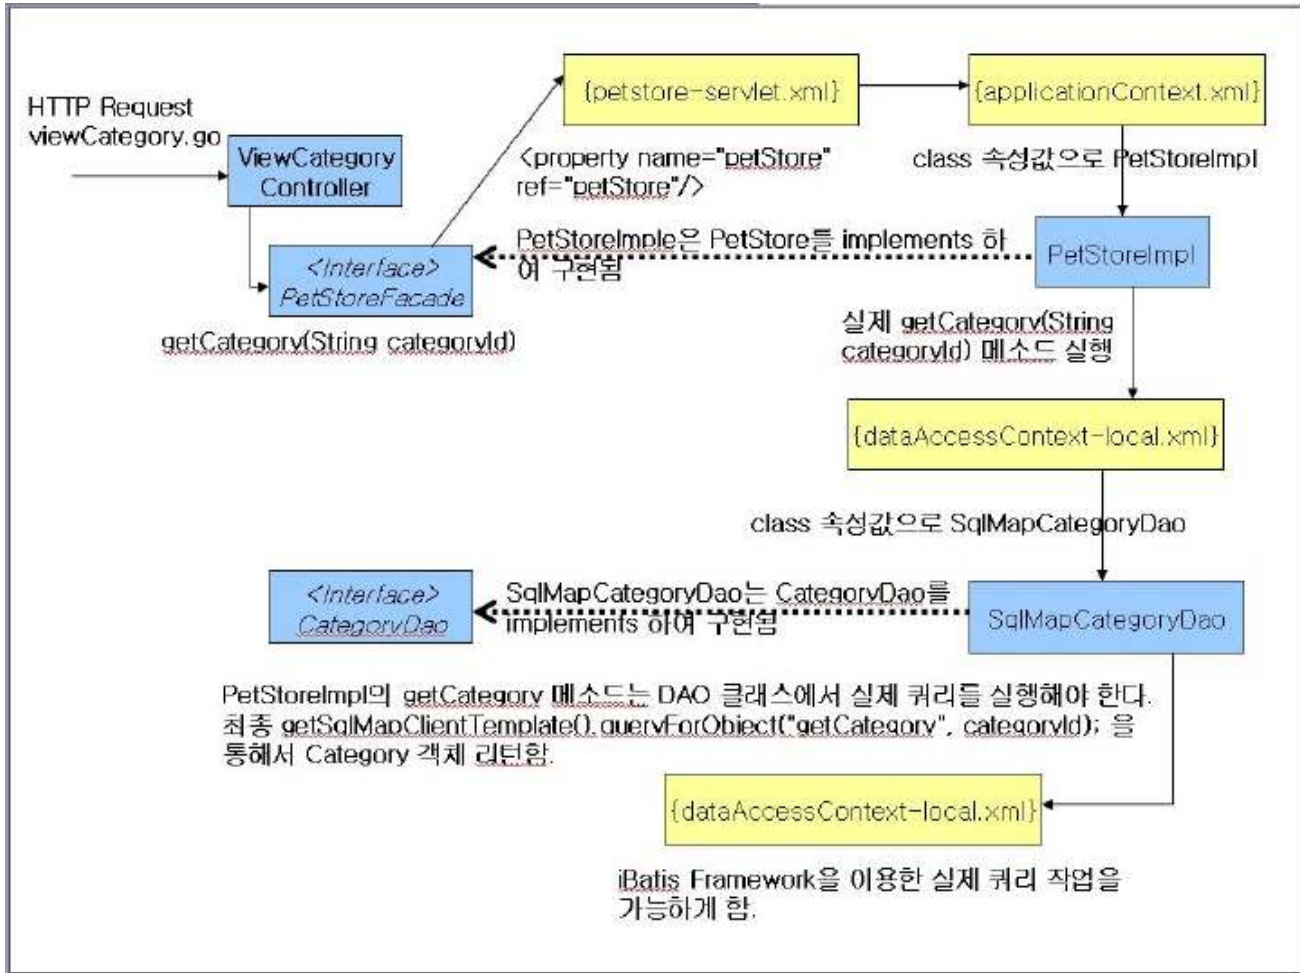 HTTP Request
viewCategory.go
ViewCategory
Controller
<Interface>
PetStoreFacade
getCategory(String categoryId)
{petstore-servlet.xml}
<property name="petStore"
ref="petStore"/>
{applicationContext.xml}
class 속성값으로 PetStoreImpl
PetStoreImple은 PetStore를 implements 하
여 구현됨
PetStoreImpl
실제 getCategory(String
categoryId) 메소드 실행
{dataAccessContext-local.xml}
class 속성값으로 SqlMapCategoryDao
<Interface>
CategoryDao
SqlMapCategoryDao는 CategoryDao를
implements 하여 구현됨
SqlMapCategoryDao
PetStoreImpl의 getCategory 메소드는 DAO 클래스에서 실제 쿼리를 실행해야 한다.
최종 getSqlMapClientTemplate().queryForObject("getCategory", categoryId); 을
통해서 Category 객체 리턴함.
{dataAccessContext-local.xml}
iBatis Framework을 이용한 실제 쿼리 작업을
가능하게 함.